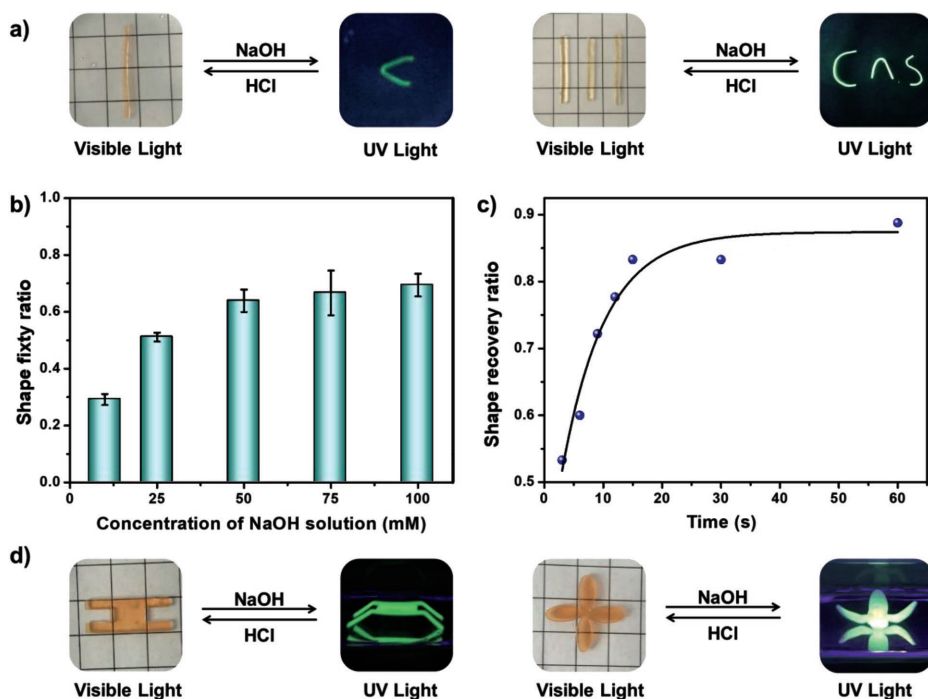 a)
NaOH
HCl
Visible Light
UV Light
NaOH
HCl
Visible Light
UV Light
CNS
b)
Shape fixty ratio
1.0
0.8
0.6
0.4
0.2
0.0
0
25
50
75
100
Concentration of NaOH solution (mM)
c)
Shape recovery ratio
0.9
0.8
0.7
0.6
0.5
0
10
20
30
40
50
60
Time (s)
d)
NaOH
HCl
Visible Light
UV Light
NaOH
HCl
Visible Light
UV Light